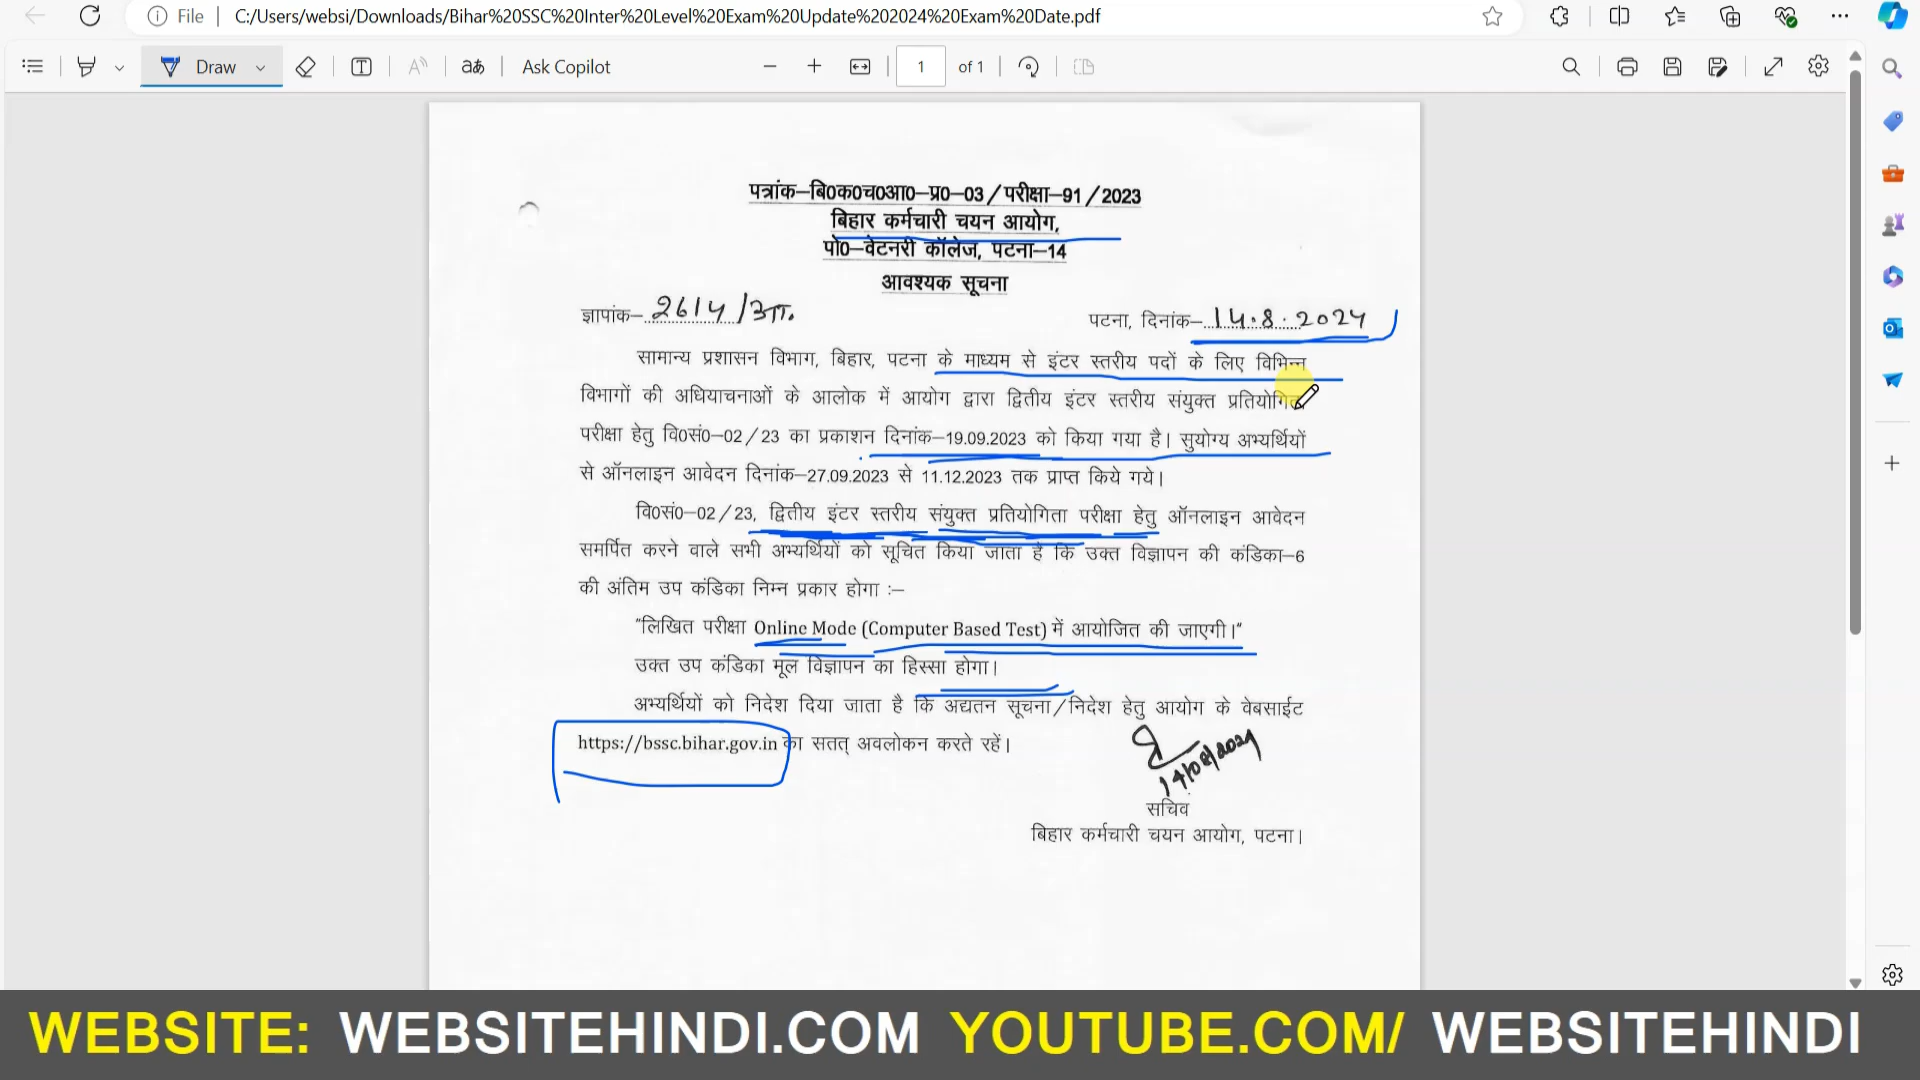 File
C:/Users/websi/Downloads/Bihar%20SSC%20Inter%20Level%20Exam%20Update%202024%20Exam%20Date.pdf
Draw
aあ
Ask Copilot
1 of 1
पत्रांक–बि0क0च0आ0–प्र0–03/परीक्षा–91/2023
बिहार कर्मचारी चयन आयोग,
पो0–वेटनरी कॉलेज, पटना–14
आवश्यक सूचना
ज्ञापांक–2614/आ.
पटना, दिनांक–14.8.2024
सामान्य प्रशासन विभाग, बिहार, पटना के माध्यम से इंटर स्तरीय पदों के लिए विभिन्न
विभागों की अधियाचनाओं के आलोक में आयोग द्वारा द्वितीय इंटर स्तरीय संयुक्त प्रतियोगिता
परीक्षा हेतु वि0सं0–02/23 का प्रकाशन दिनांक–19.09.2023 को किया गया है। सुयोग्य अभ्यर्थियों
से ऑनलाइन आवेदन दिनांक–27.09.2023 से 11.12.2023 तक प्राप्त किये गये।
वि0सं0–02/23, द्वितीय इंटर स्तरीय संयुक्त प्रतियोगिता परीक्षा हेतु ऑनलाइन आवेदन
समर्पित करने वाले सभी अभ्यर्थियों को सूचित किया जाता है कि उक्त विज्ञापन की कंडिका–6
की अंतिम उप कंडिका निम्न प्रकार होगा :–
"लिखित परीक्षा Online Mode (Computer Based Test) में आयोजित की जाएगी।"
उक्त उप कंडिका मूल विज्ञापन का हिस्सा होगा।
अभ्यर्थियों को निदेश दिया जाता है कि अद्यतन सूचना/निदेश हेतु आयोग के वेबसाईट
https://bssc.bihar.gov.in का सतत् अवलोकन करते रहें।
14/08/2024
सचिव
बिहार कर्मचारी चयन आयोग, पटना।
WEBSITE: WEBSITEHINDI.COM YOUTUBE.COM/ WEBSITEHINDI